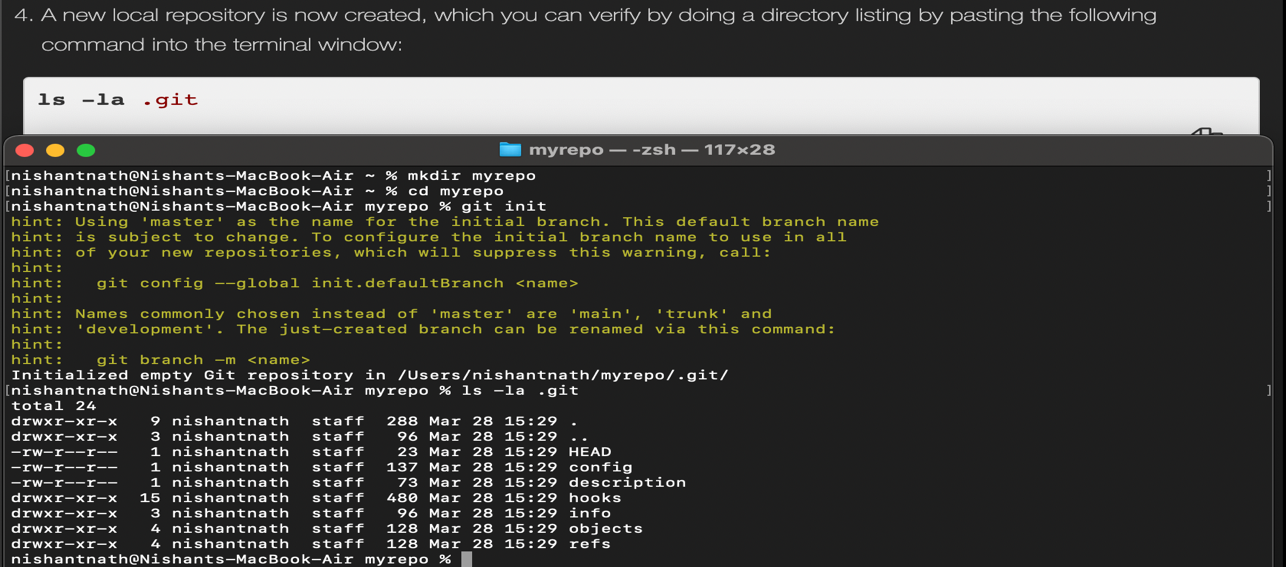 4. A new local repository is now created, which you can verify by doing a directory listing by pasting the following
command into the terminal window:
ls -la .git
myrepo — -zsh — 117×28
[nishantnath@Nishants-MacBook-Air ~ % mkdir myrepo ]
[nishantnath@Nishants-MacBook-Air ~ % cd myrepo ]
[nishantnath@Nishants-MacBook-Air myrepo % git init ]
hint: Using 'master' as the name for the initial branch. This default branch name
hint: is subject to change. To configure the initial branch name to use in all
hint: of your new repositories, which will suppress this warning, call:
hint:
hint:   git config --global init.defaultBranch <name>
hint:
hint: Names commonly chosen instead of 'master' are 'main', 'trunk' and
hint: 'development'. The just-created branch can be renamed via this command:
hint:
hint:   git branch -m <name>
Initialized empty Git repository in /Users/nishantnath/myrepo/.git/
[nishantnath@Nishants-MacBook-Air myrepo % ls -la .git ]
total 24
drwxr-xr-x   9 nishantnath  staff  288 Mar 28 15:29 .
drwxr-xr-x   3 nishantnath  staff   96 Mar 28 15:29 ..
-rw-r--r--   1 nishantnath  staff   23 Mar 28 15:29 HEAD
-rw-r--r--   1 nishantnath  staff  137 Mar 28 15:29 config
-rw-r--r--   1 nishantnath  staff   73 Mar 28 15:29 description
drwxr-xr-x  15 nishantnath  staff  480 Mar 28 15:29 hooks
drwxr-xr-x   3 nishantnath  staff   96 Mar 28 15:29 info
drwxr-xr-x   4 nishantnath  staff  128 Mar 28 15:29 objects
drwxr-xr-x   4 nishantnath  staff  128 Mar 28 15:29 refs
nishantnath@Nishants-MacBook-Air myrepo %